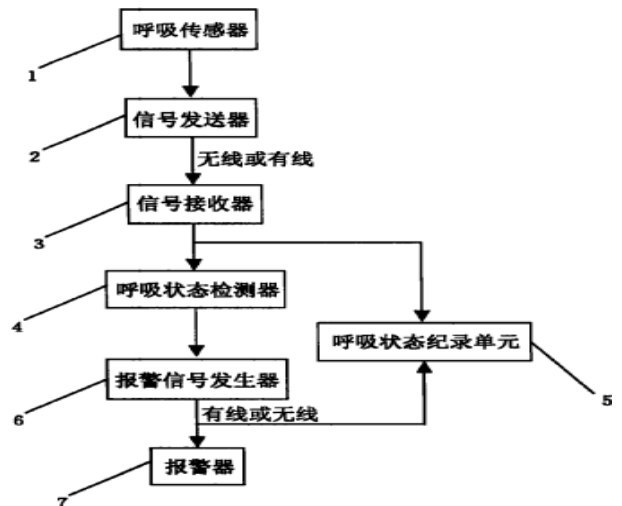 呼吸传感器
1
信号发送器
2
无线或有线
信号接收器
3
呼吸状态检测器
4
呼吸状态纪录单元
5
报警信号发生器
6
有线或无线
报警器
7